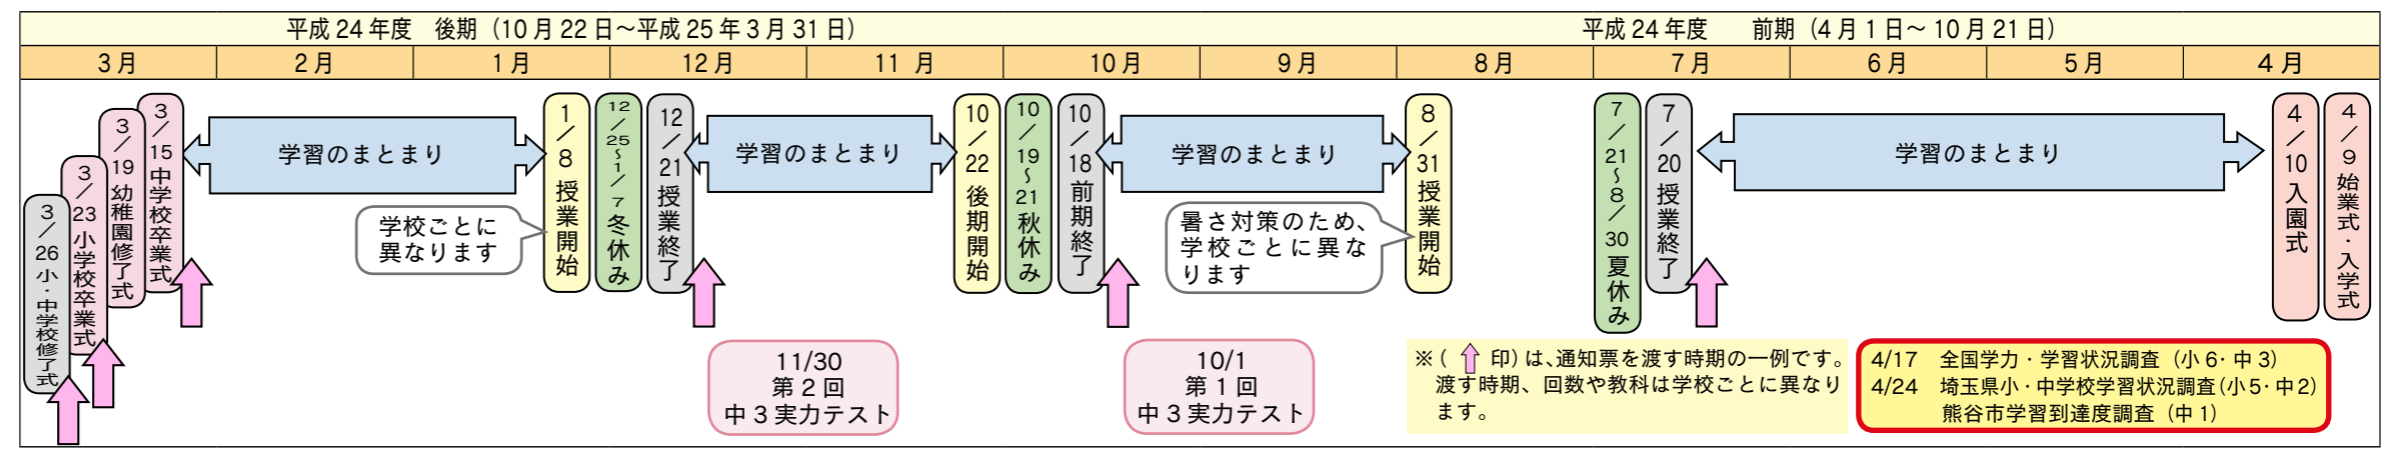 平成24年度　後期（10月22日～平成25年3月31日）
平成24年度　　前期（4月1日～10月21日）
3月
2月
1月
12月
11月
10月
9月
8月
7月
6月
5月
4月
4／9 始業式・入学式
4／10 入園式
学習のまとまり
7／20 授業終了
7／21～8／30 夏休み
8／31 授業開始
暑さ対策のため、
学校ごとに異な
ります
学習のまとまり
10／18 前期終了
10／19～21 秋休み
10／22 後期開始
学習のまとまり
12／21 授業終了
12／25～1／7 冬休み
1／8 授業開始
学校ごとに
異なります
学習のまとまり
3／15 中学校卒業式
3／19 幼稚園修了式
3／23 小学校卒業式
3／26 小・中学校修了式
11/30
第2回
中3実力テスト
10/1
第1回
中3実力テスト
※（　印）は、通知票を渡す時期の一例です。
渡す時期、回数や教科は学校ごとに異なり
ます。
4/17　全国学力・学習状況調査（小6・中3）
4/24　埼玉県小・中学校学習状況調査（小5・中2）
熊谷市学習到達度調査（中1）